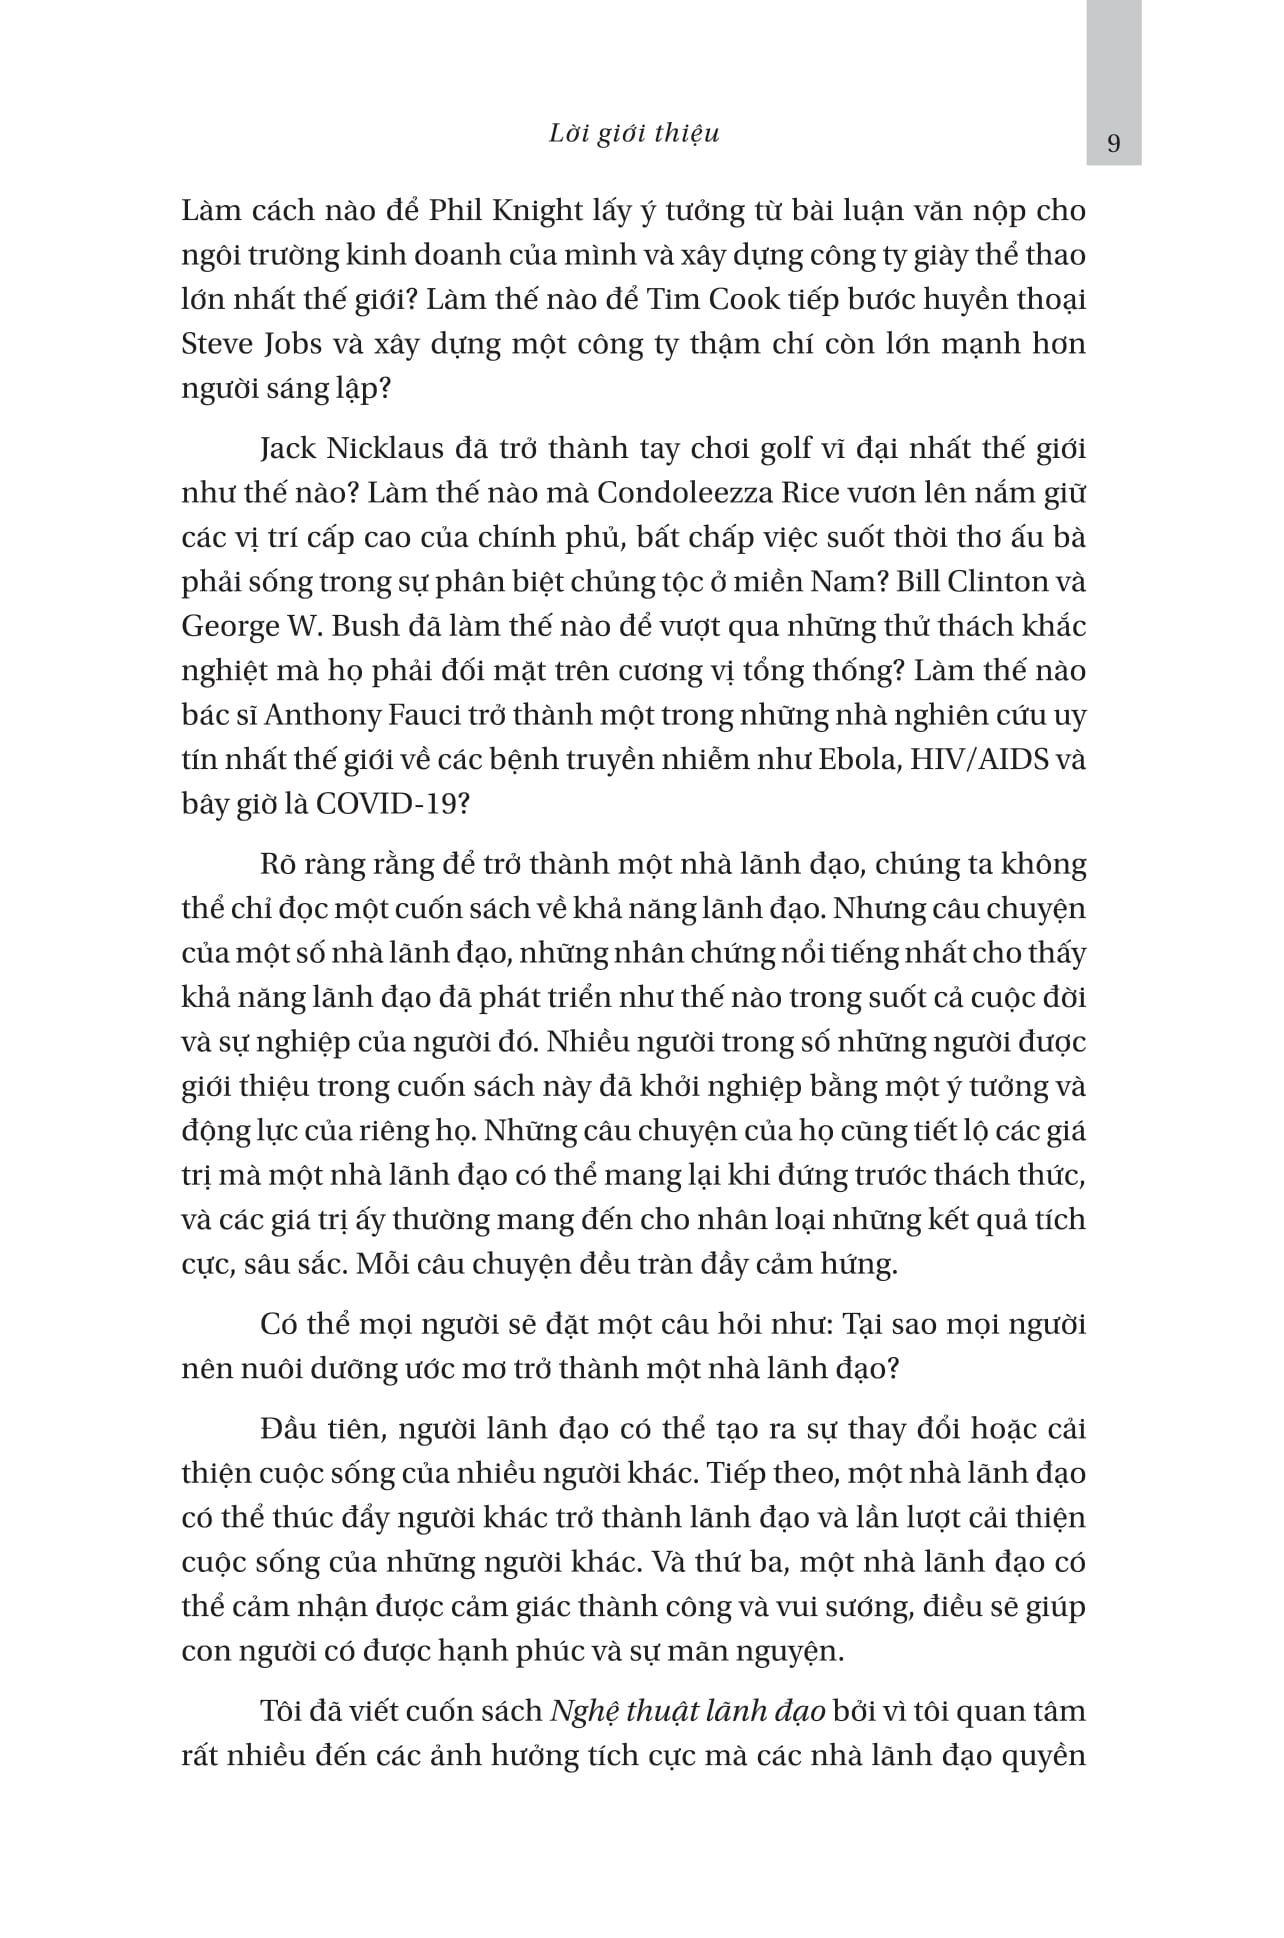 Lời giới thiệu
9
Làm cách nào để Phil Knight lấy ý tưởng từ bài luận văn nộp cho
ngôi trường kinh doanh của mình và xây dựng công ty giày thể thao
lớn nhất thế giới? Làm thế nào để Tim Cook tiếp bước huyền thoại
Steve Jobs và xây dựng một công ty thậm chí còn lớn mạnh hơn
người sáng lập?
Jack Nicklaus đã trở thành tay chơi golf vĩ đại nhất thế giới
như thế nào? Làm thế nào mà Condoleezza Rice vươn lên nắm giữ
các vị trí cấp cao của chính phủ, bất chấp việc suốt thời thơ ấu bà
phải sống trong sự phân biệt chủng tộc ở miền Nam? Bill Clinton và
George W. Bush đã làm thế nào để vượt qua những thử thách khắc
nghiệt mà họ phải đối mặt trên cương vị tổng thống? Làm thế nào
bác sĩ Anthony Fauci trở thành một trong những nhà nghiên cứu uy
tín nhất thế giới về các bệnh truyền nhiễm như Ebola, HIV/AIDS và
bây giờ là COVID-19?
Rõ ràng rằng để trở thành một nhà lãnh đạo, chúng ta không
thể chỉ đọc một cuốn sách về khả năng lãnh đạo. Nhưng câu chuyện
của một số nhà lãnh đạo, những nhân chứng nổi tiếng nhất cho thấy
khả năng lãnh đạo đã phát triển như thế nào trong suốt cả cuộc đời
và sự nghiệp của người đó. Nhiều người trong số những người được
giới thiệu trong cuốn sách này đã khởi nghiệp bằng một ý tưởng và
động lực của riêng họ. Những câu chuyện của họ cũng tiết lộ các giá
trị mà một nhà lãnh đạo có thể mang lại khi đứng trước thách thức,
và các giá trị ấy thường mang đến cho nhân loại những kết quả tích
cực, sâu sắc. Mỗi câu chuyện đều tràn đầy cảm hứng.
Có thể mọi người sẽ đặt một câu hỏi như: Tại sao mọi người
nên nuôi dưỡng ước mơ trở thành một nhà lãnh đạo?
Đầu tiên, người lãnh đạo có thể tạo ra sự thay đổi hoặc cải
thiện cuộc sống của nhiều người khác. Tiếp theo, một nhà lãnh đạo
có thể thúc đẩy người khác trở thành lãnh đạo và lần lượt cải thiện
cuộc sống của những người khác. Và thứ ba, một nhà lãnh đạo có
thể cảm nhận được cảm giác thành công và vui sướng, điều sẽ giúp
con người có được hạnh phúc và sự mãn nguyện.
Tôi đã viết cuốn sách Nghệ thuật lãnh đạo bởi vì tôi quan tâm
rất nhiều đến các ảnh hưởng tích cực mà các nhà lãnh đạo quyền